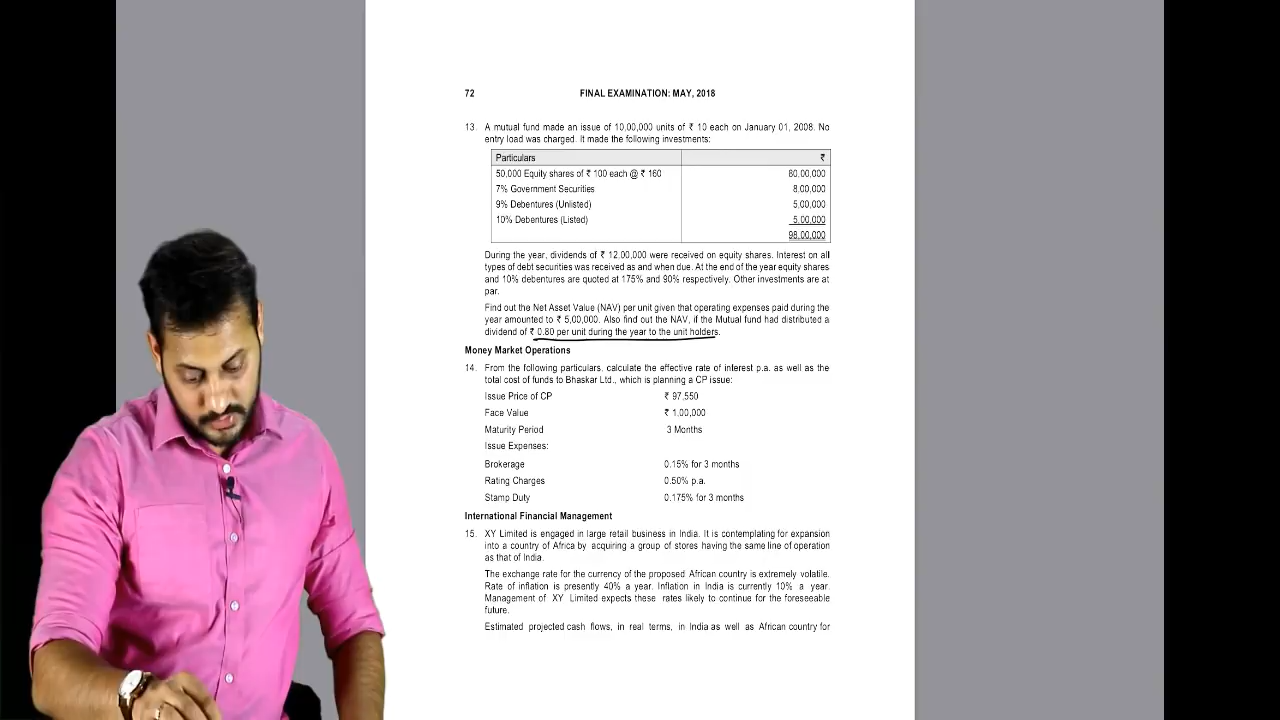 72 FINAL EXAMINATION: MAY, 2018
13. A mutual fund made an issue of 10,00,000 units of ₹ 10 each on January 01, 2008. No
entry load was charged. It made the following investments:
Particulars ₹
50,000 Equity shares of ₹ 100 each @ ₹ 160 80,00,000
7% Government Securities 8,00,000
9% Debentures (Unlisted) 5,00,000
10% Debentures (Listed) 5,00,000
98,00,000
During the year, dividends of ₹ 12,00,000 were received on equity shares. Interest on all
types of debt securities was received as and when due. At the end of the year equity shares
and 10% debentures are quoted at 175% and 90% respectively. Other investments are at
par.
Find out the Net Asset Value (NAV) per unit given that operating expenses paid during the
year amounted to ₹ 5,00,000. Also find out the NAV, if the Mutual fund had distributed a
dividend of ₹ 0.80 per unit during the year to the unit holders.
Money Market Operations
14. From the following particulars, calculate the effective rate of interest p.a. as well as the
total cost of funds to Bhaskar Ltd., which is planning a CP issue:
Issue Price of CP ₹ 97,550
Face Value ₹ 1,00,000
Maturity Period 3 Months
Issue Expenses:
Brokerage 0.15% for 3 months
Rating Charges 0.50% p.a.
Stamp Duty 0.175% for 3 months
International Financial Management
15. XY Limited is engaged in large retail business in India. It is contemplating for expansion
into a country of Africa by acquiring a group of stores having the same line of operation
as that of India.
The exchange rate for the currency of the proposed African country is extremely volatile.
Rate of inflation is presently 40% a year. Inflation in India is currently 10% a year.
Management of XY Limited expects these rates likely to continue for the foreseeable
future.
Estimated projected cash flows, in real terms, in India as well as African country for